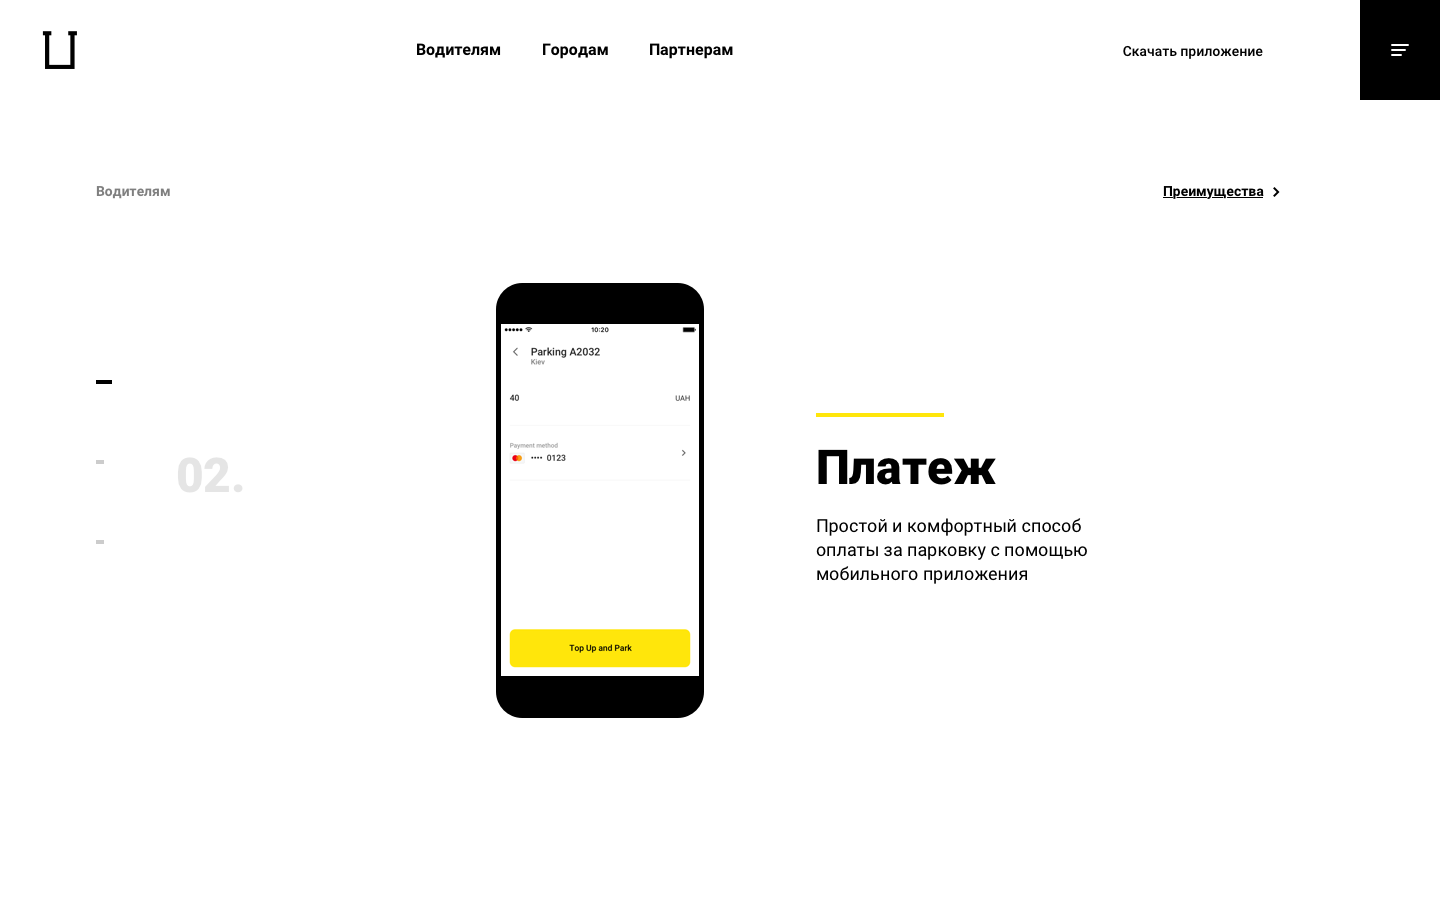 Водителям Городам Партнерам
Скачать приложение
Водителям
Преимущества
02.
10:20
Parking A2032
Kiev
40 UAH
Payment method
•••• 0123
Top Up and Park
Платеж
Простой и комфортный способ
оплаты за парковку с помощью
мобильного приложения